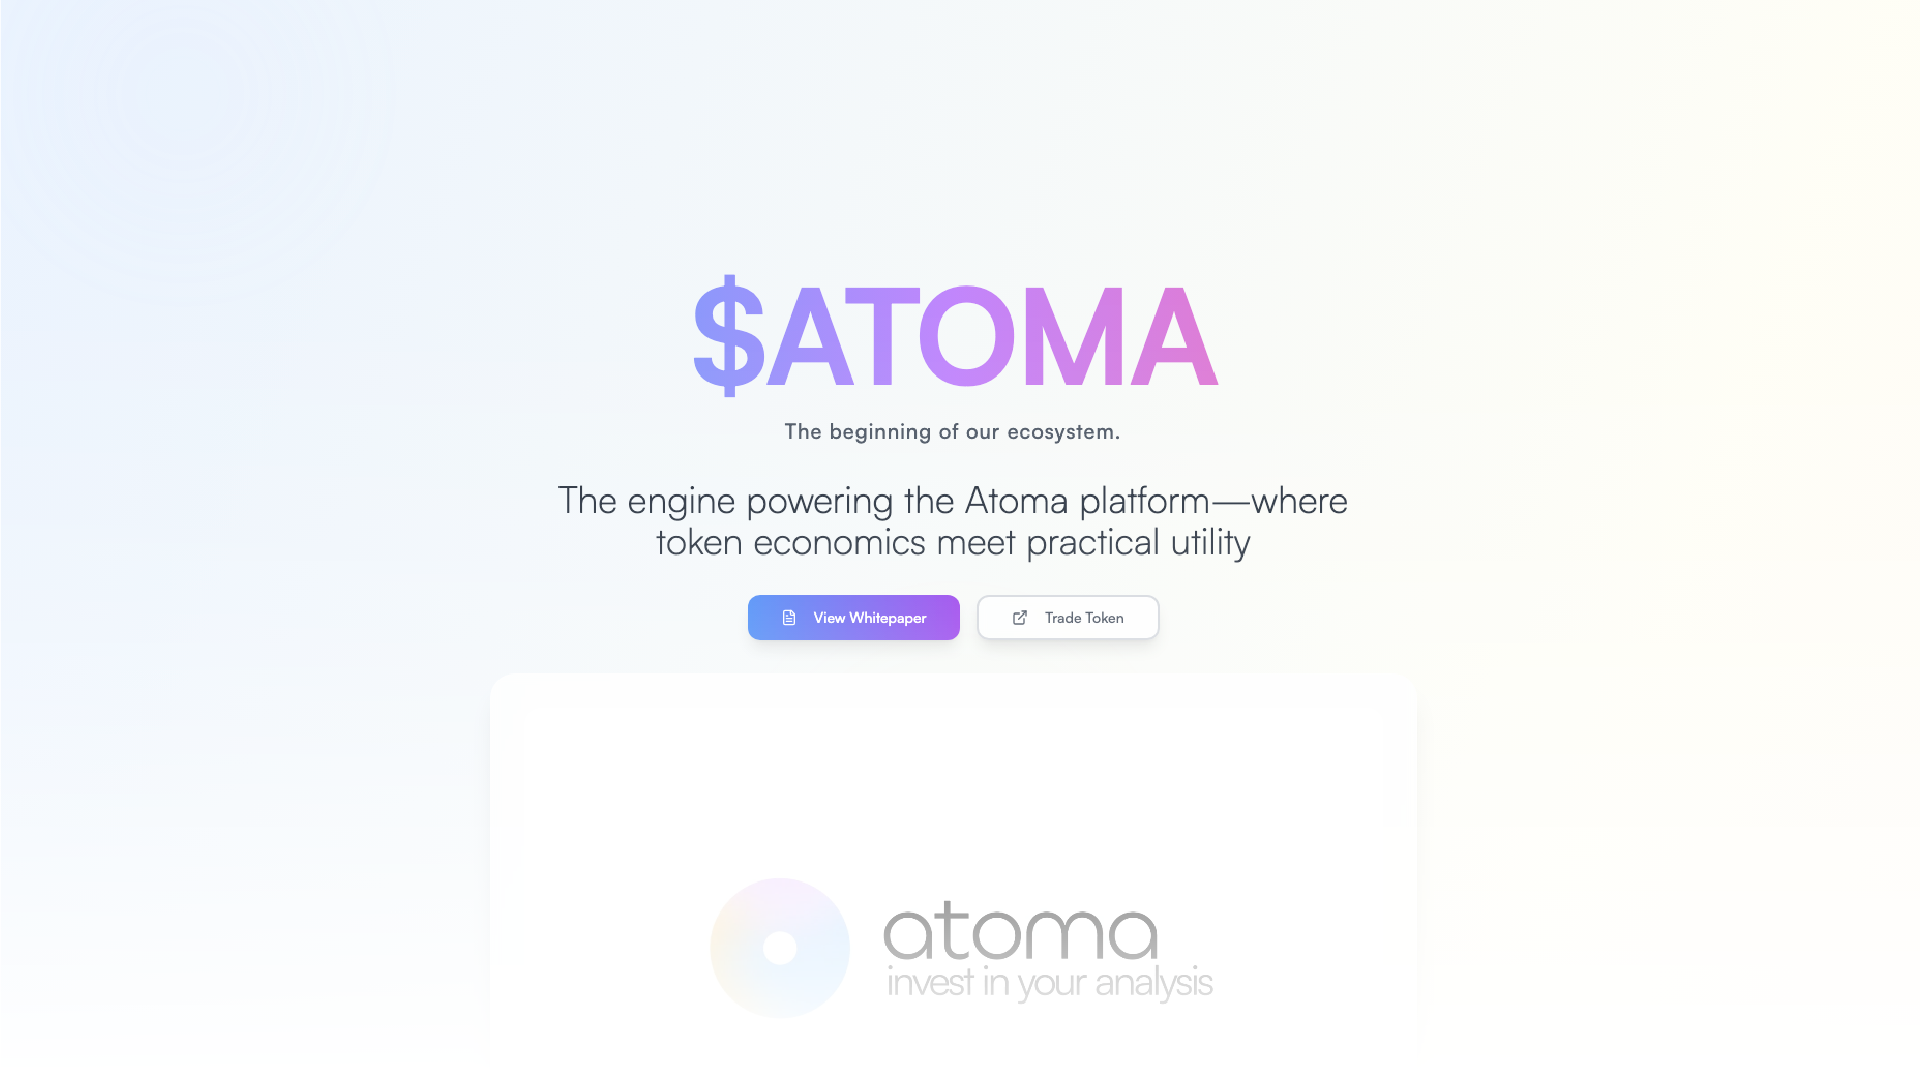 $ATOMA
The beginning of our ecosystem.
The engine powering the Atoma platform—where
token economics meet practical utility
View Whitepaper
Trade Token
atoma
invest in your analysis